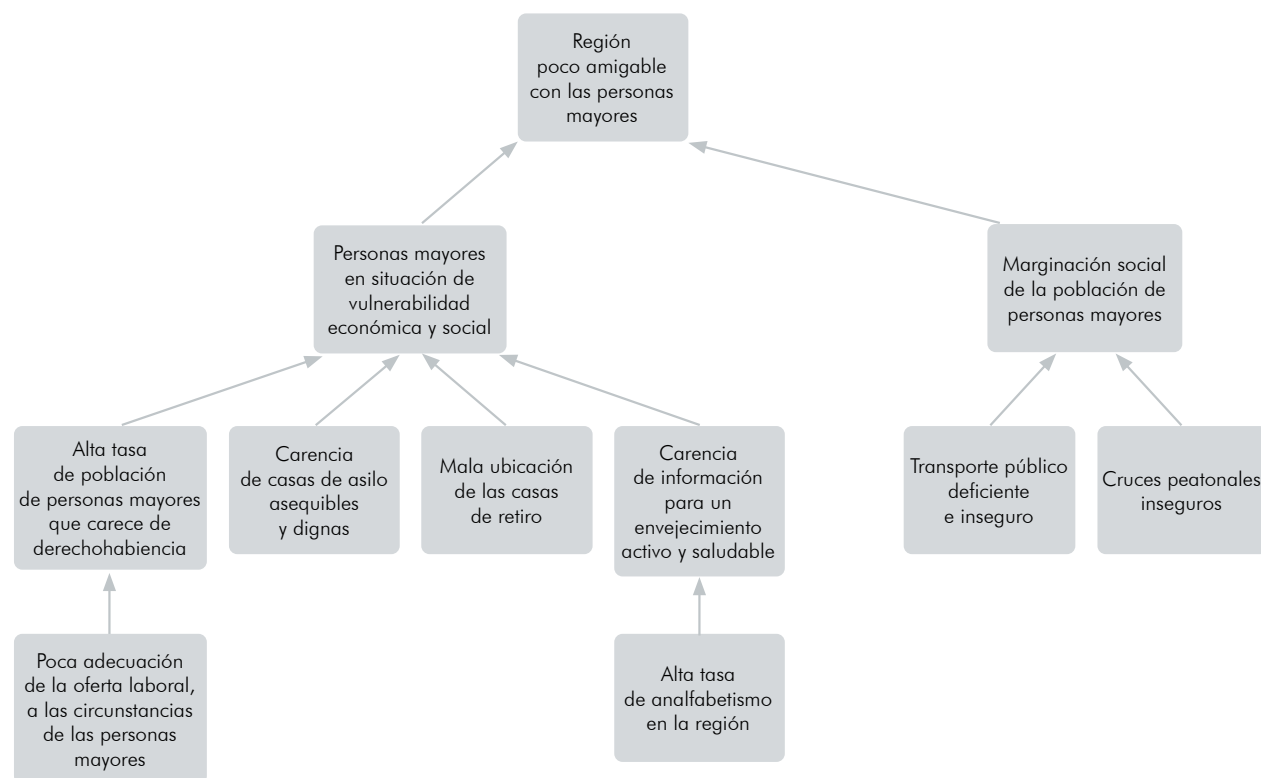 Región
poco amigable
con las personas
mayores
Personas mayores
en situación de
vulnerabilidad
económica y social
Marginación social
de la población de
personas mayores
Alta tasa
de población
de personas mayores
que carece de
derechohabiencia
Carencia
de casas de asilo
asequibles
y dignas
Mala ubicación
de las casas
de retiro
Carencia
de información
para un
envejecimiento
activo y saludable
Transporte público
deficiente
e inseguro
Cruces peatonales
inseguros
Poca adecuación
de la oferta laboral,
a las circunstancias
de las personas
mayores
Alta tasa
de analfabetismo
en la región